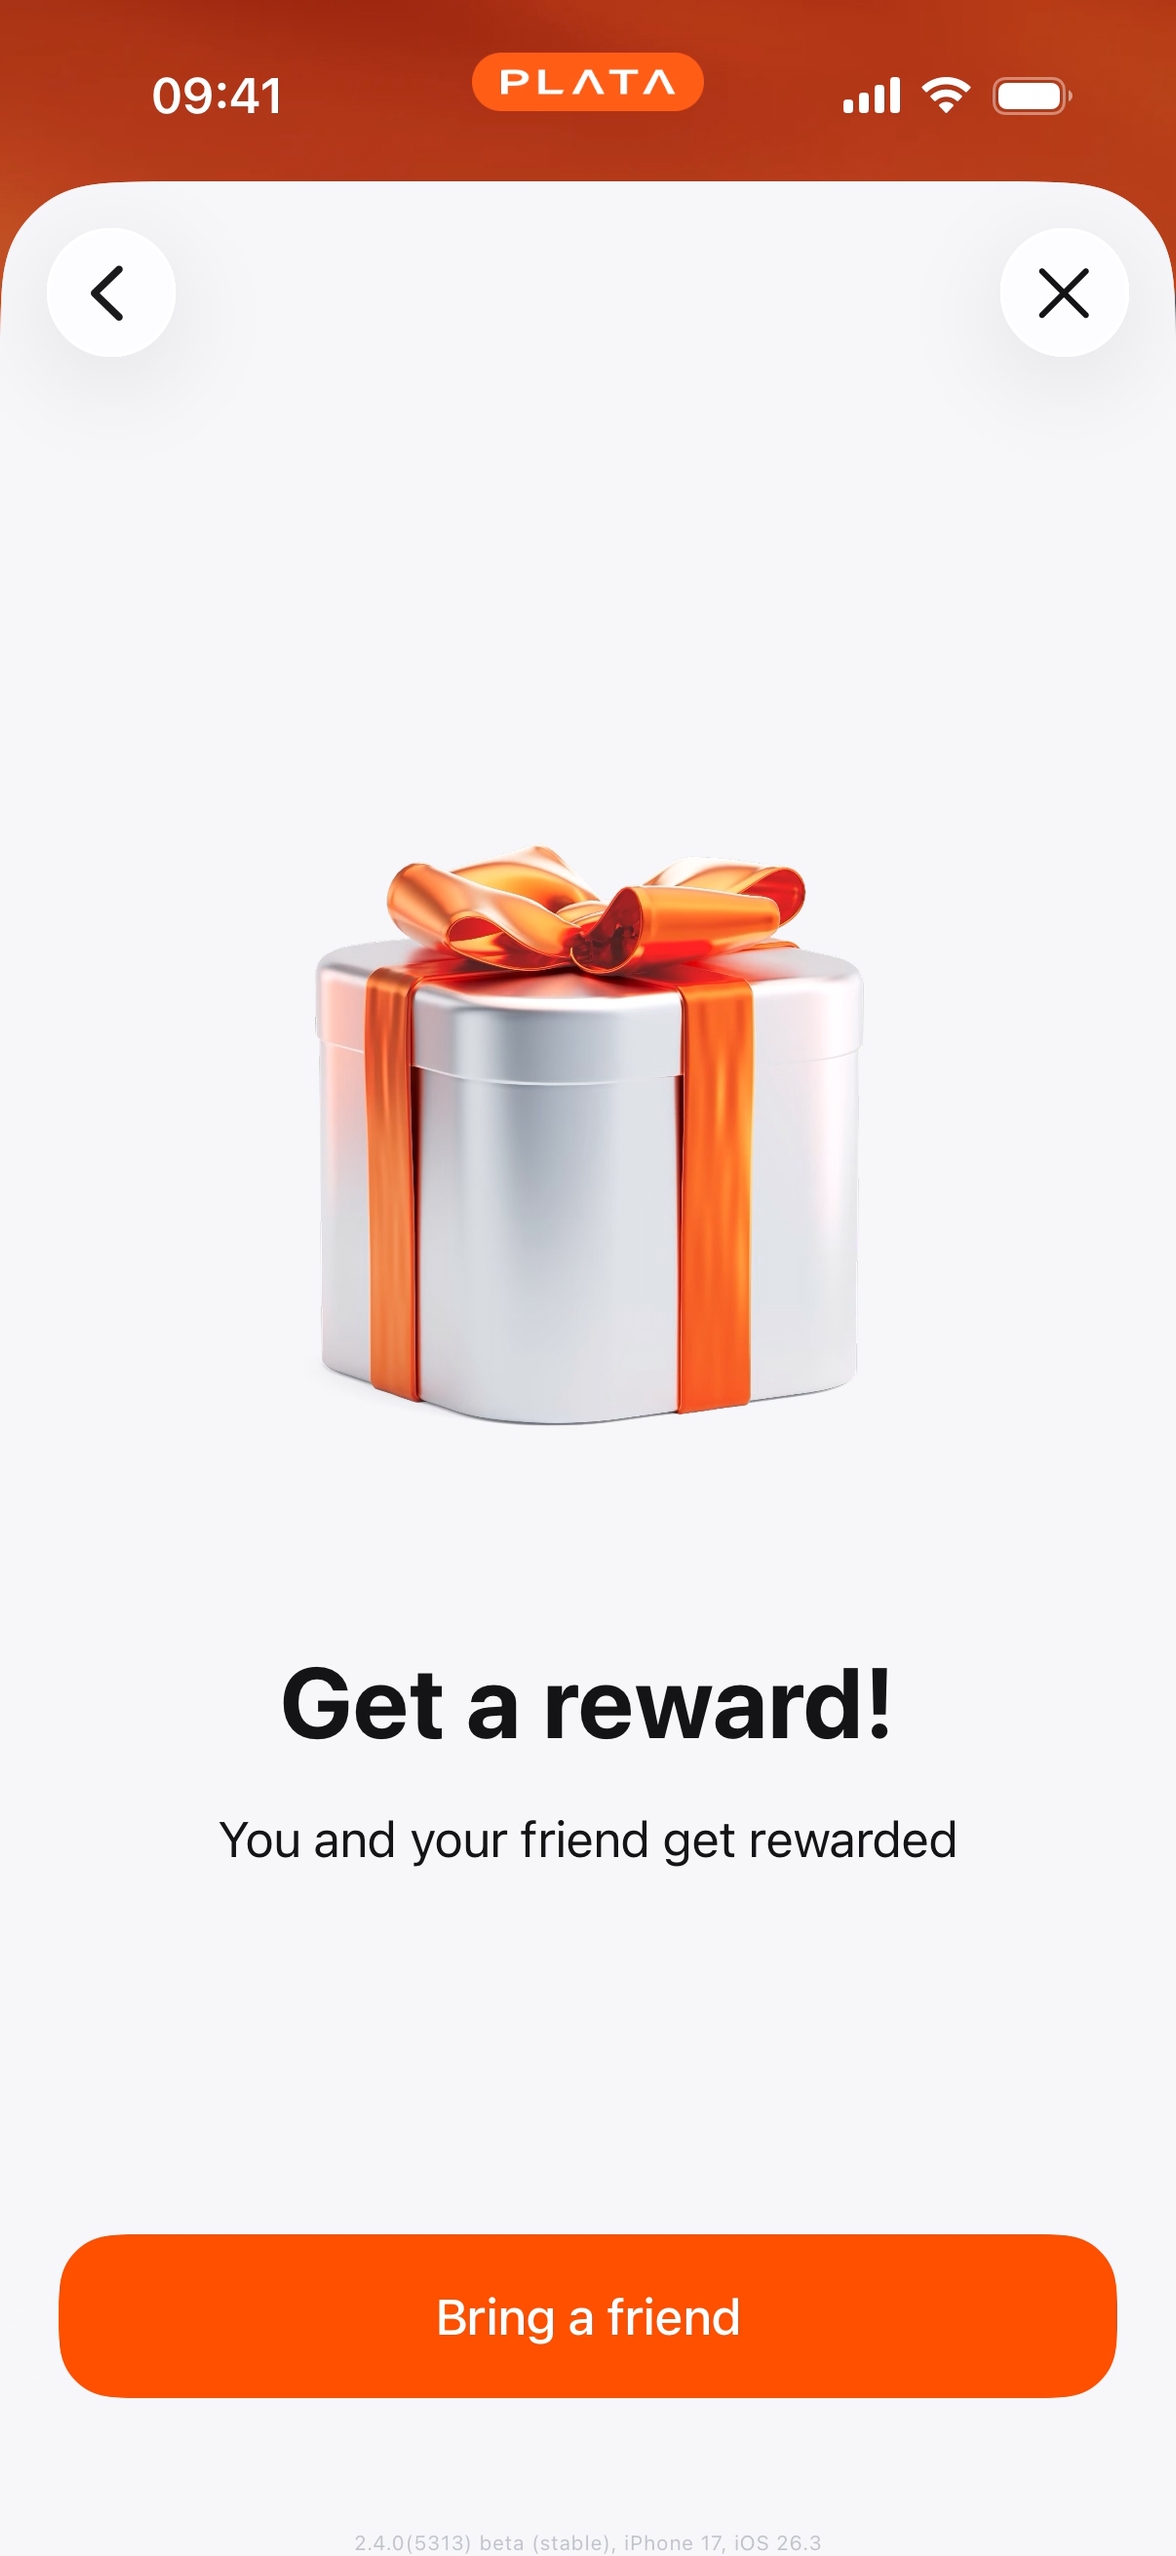 09:41
PLATA
Get a reward!
You and your friend get rewarded
Bring a friend
2.4.0(5313) beta (stable), iPhone 17, iOS 26.3